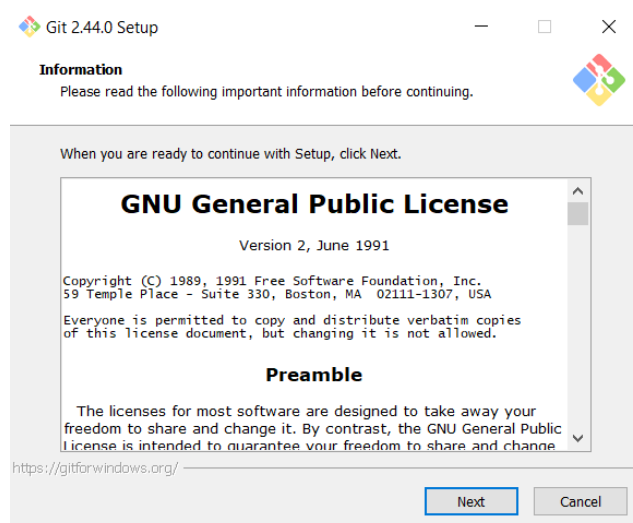 Git 2.44.0 Setup
Information
Please read the following important information before continuing.
When you are ready to continue with Setup, click Next.
GNU General Public License
Version 2, June 1991
Copyright (C) 1989, 1991 Free Software Foundation, Inc.
59 Temple Place - Suite 330, Boston, MA  02111-1307, USA
Everyone is permitted to copy and distribute verbatim copies
of this license document, but changing it is not allowed.
Preamble
The licenses for most software are designed to take away your
freedom to share and change it. By contrast, the GNU General Public
License is intended to guarantee your freedom to share and change
https://gitforwindows.org/
Next
Cancel